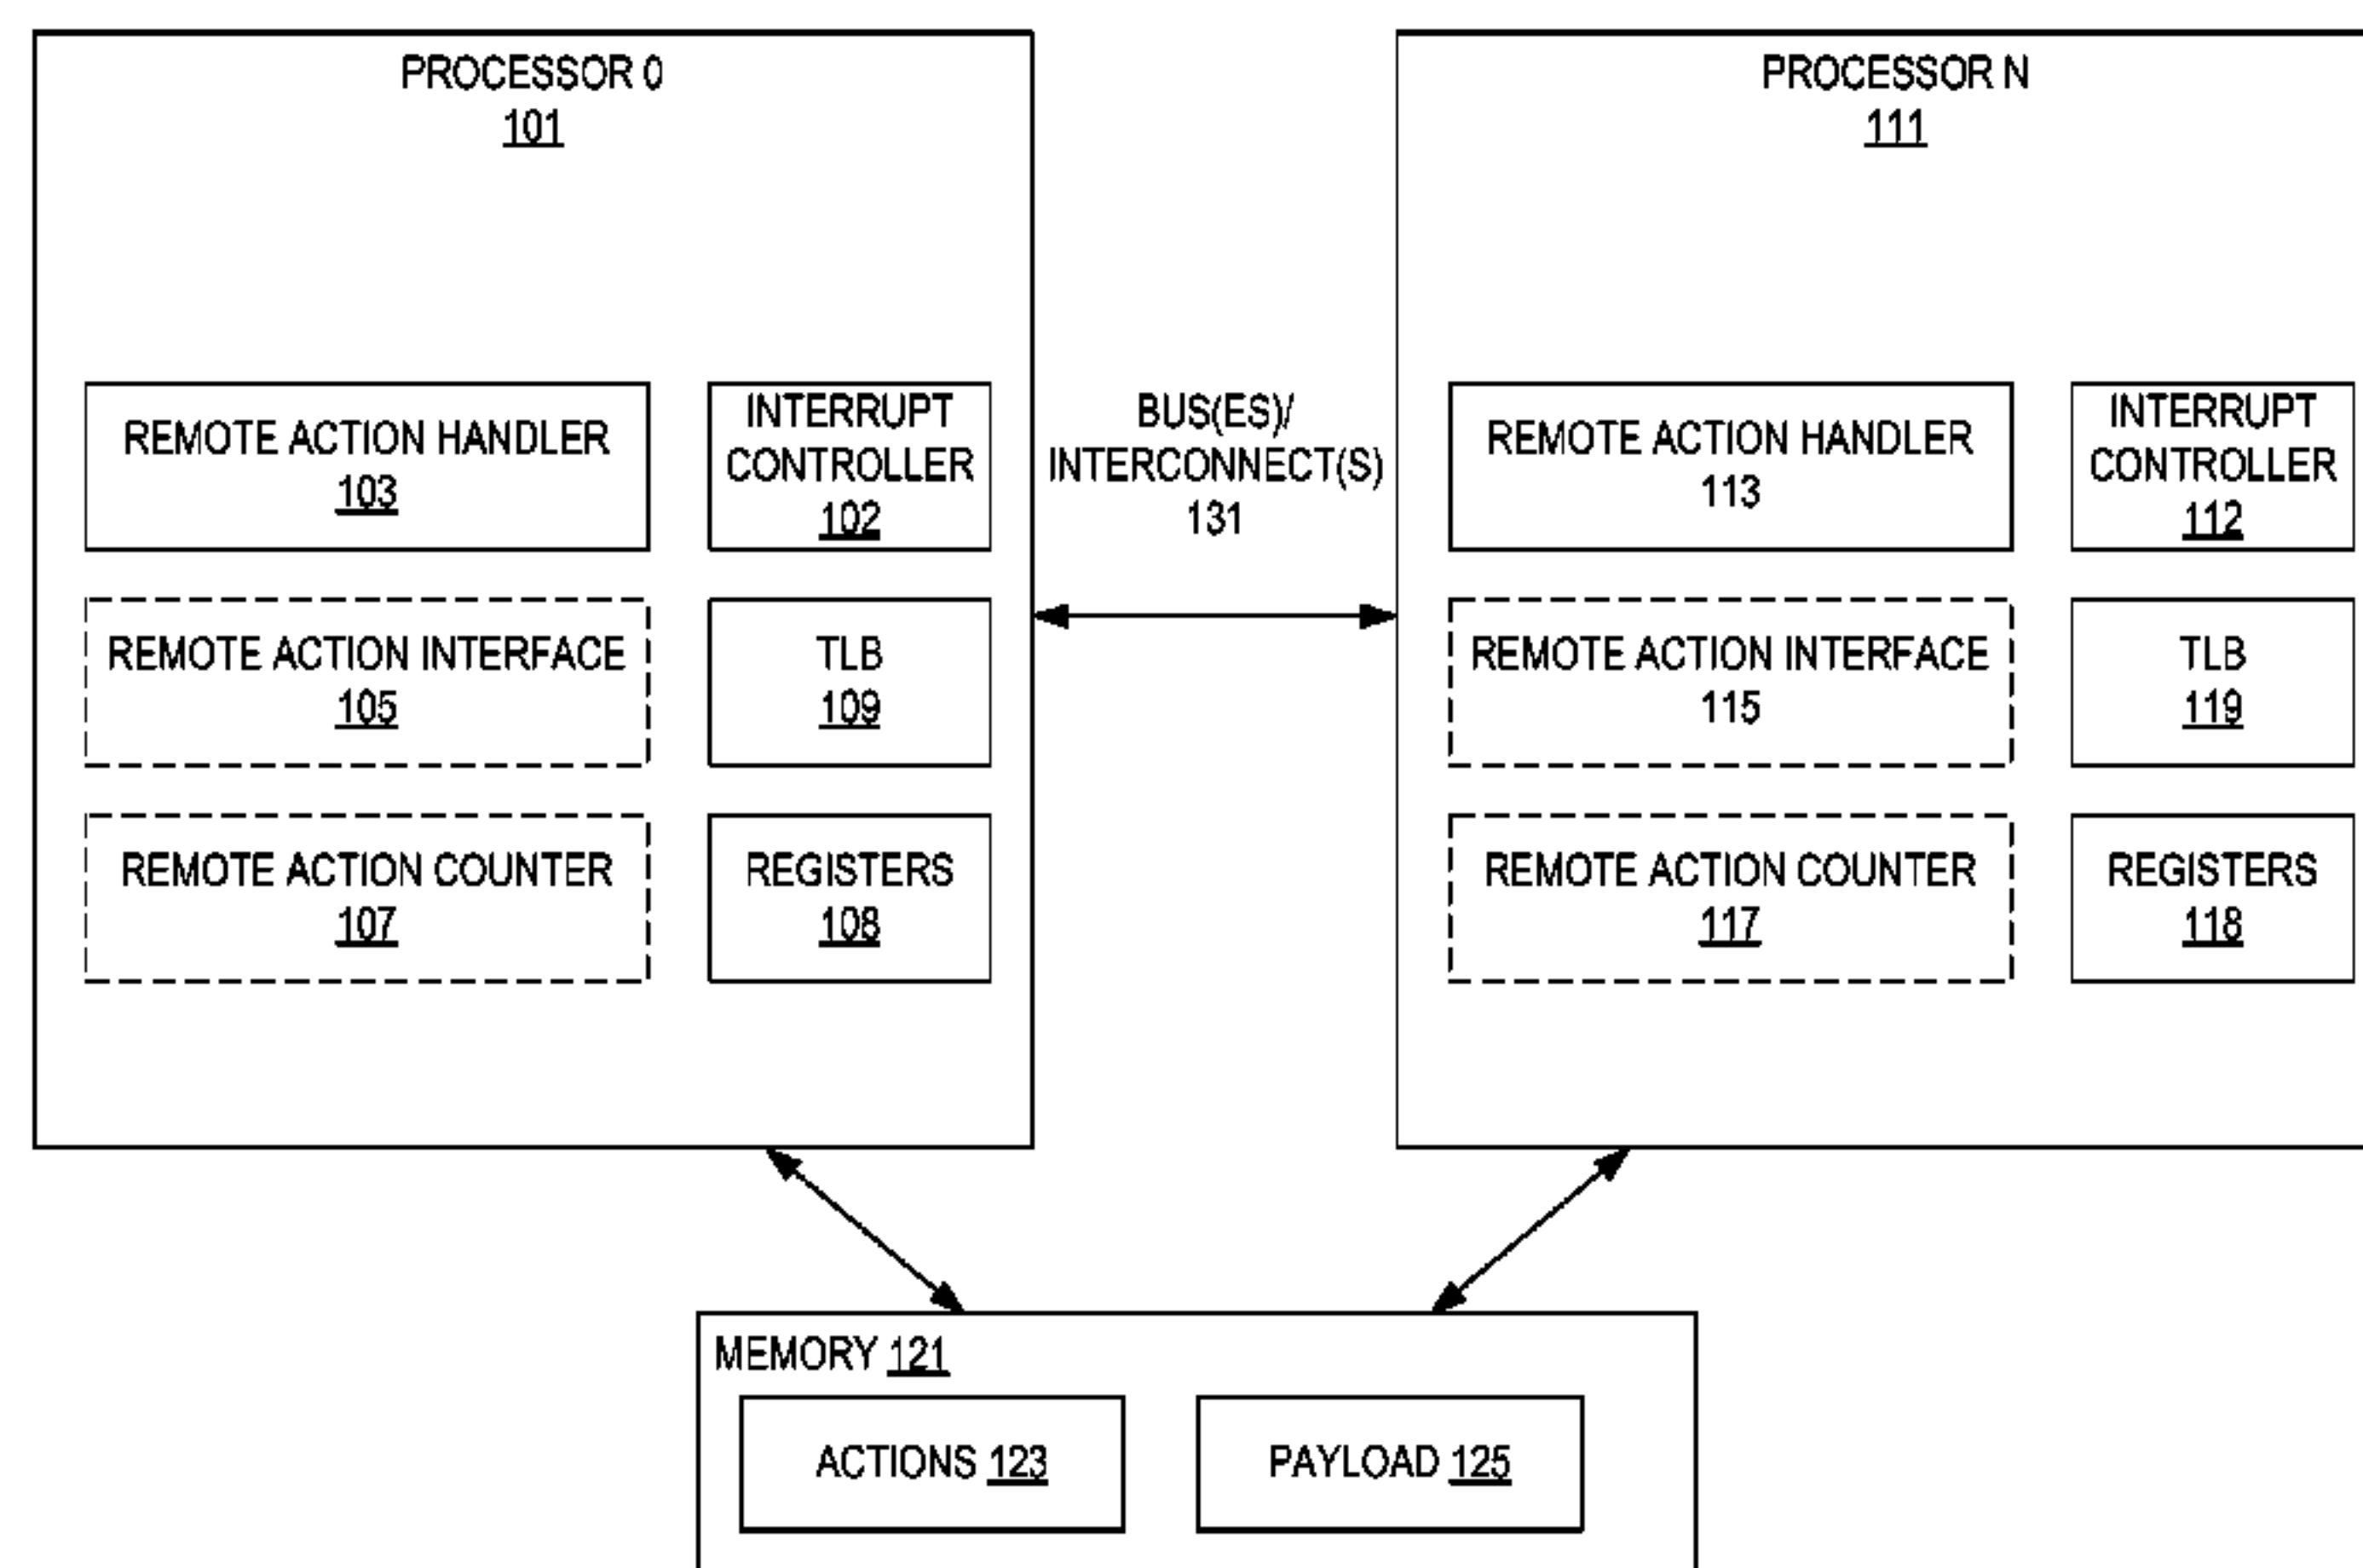 PROCESSOR 0
101
REMOTE ACTION HANDLER
103
INTERRUPT
CONTROLLER
102
REMOTE ACTION INTERFACE
105
TLB
109
REMOTE ACTION COUNTER
107
REGISTERS
108
BUS(ES)/
INTERCONNECT(S)
131
PROCESSOR N
111
REMOTE ACTION HANDLER
113
INTERRUPT
CONTROLLER
112
REMOTE ACTION INTERFACE
115
TLB
119
REMOTE ACTION COUNTER
117
REGISTERS
118
MEMORY 121
ACTIONS 123
PAYLOAD 125